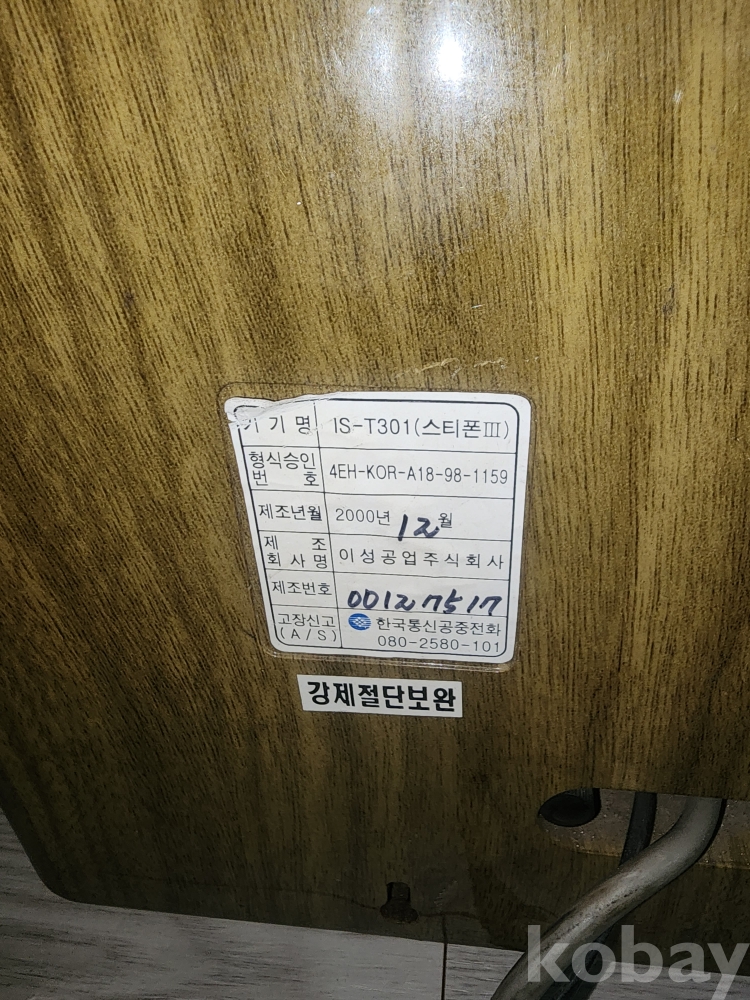 기 기 명 IS-T301(스티폰Ⅲ)
형식승인
번 호 4EH-KOR-A18-98-1159
제조년월 2000년 12월
제 조
회 사 명 이성공업주식회사
제조번호 00127517
고장신고 한국통신공중전화
(A/S) 080-2580-101
강제절단보완
kobay